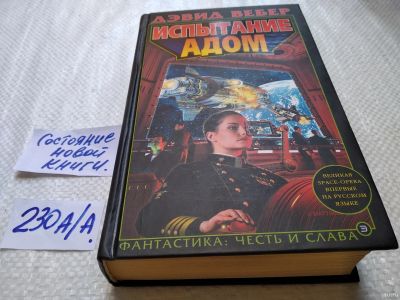 ДЭВИД ВЕБЕР
ИСПЫТАНИЕ
АДОМ
ВЕЛИКАЯ
SPACE-OPERA
ВПЕРВЫЕ
НА РУССКОМ
ЯЗЫКЕ
Э
ФАНТАСТИКА: ЧЕСТЬ И СЛАВА
Состояние
новой
книги.
230А/А.